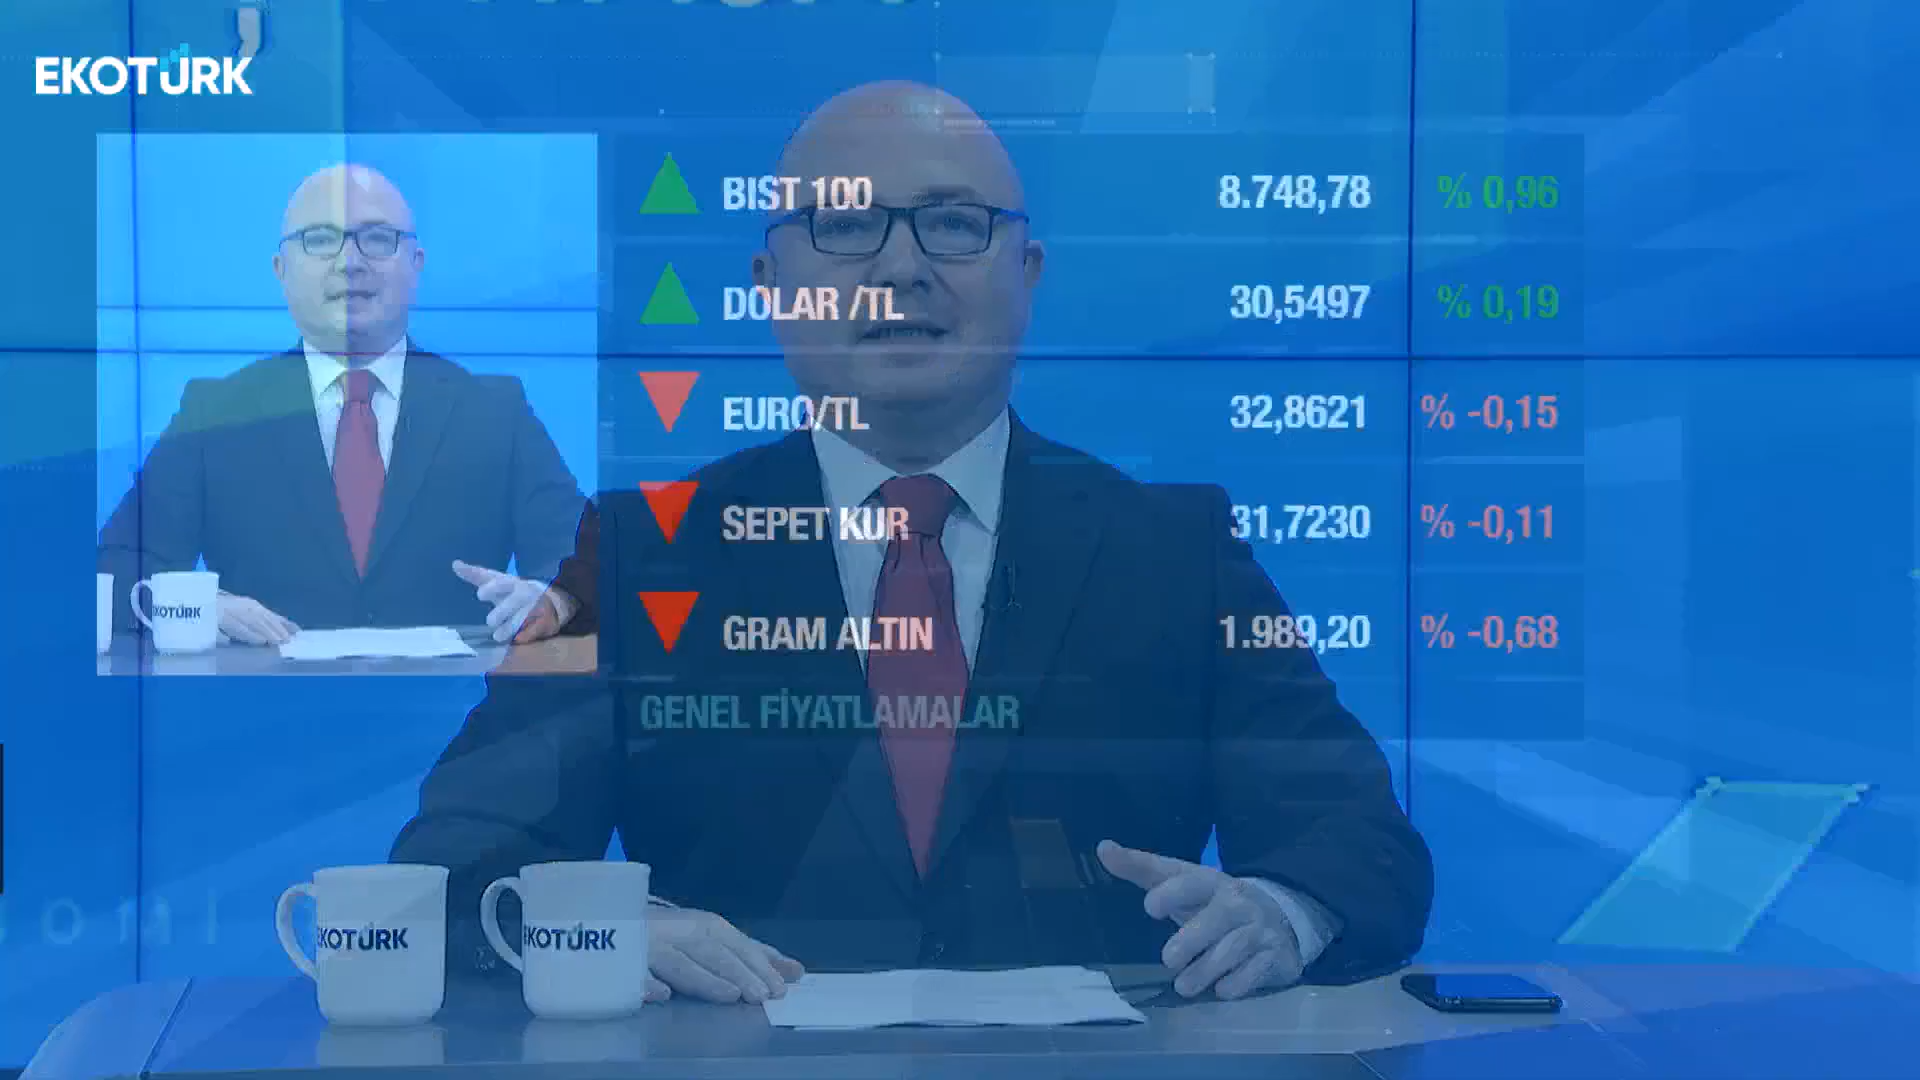 EKOTÜRK
BIST 100 8.748,78 % 0,96
DOLAR /TL 30,5497 % 0,19
EURO/TL 32,8621 % -0,15
SEPET KUR 31,7230 % -0,11
GRAM ALTIN 1.989,20 % -0,68
GENEL FİYATLAMALAR
EKOTÜRK
EKOTÜRK
EKOTÜRK